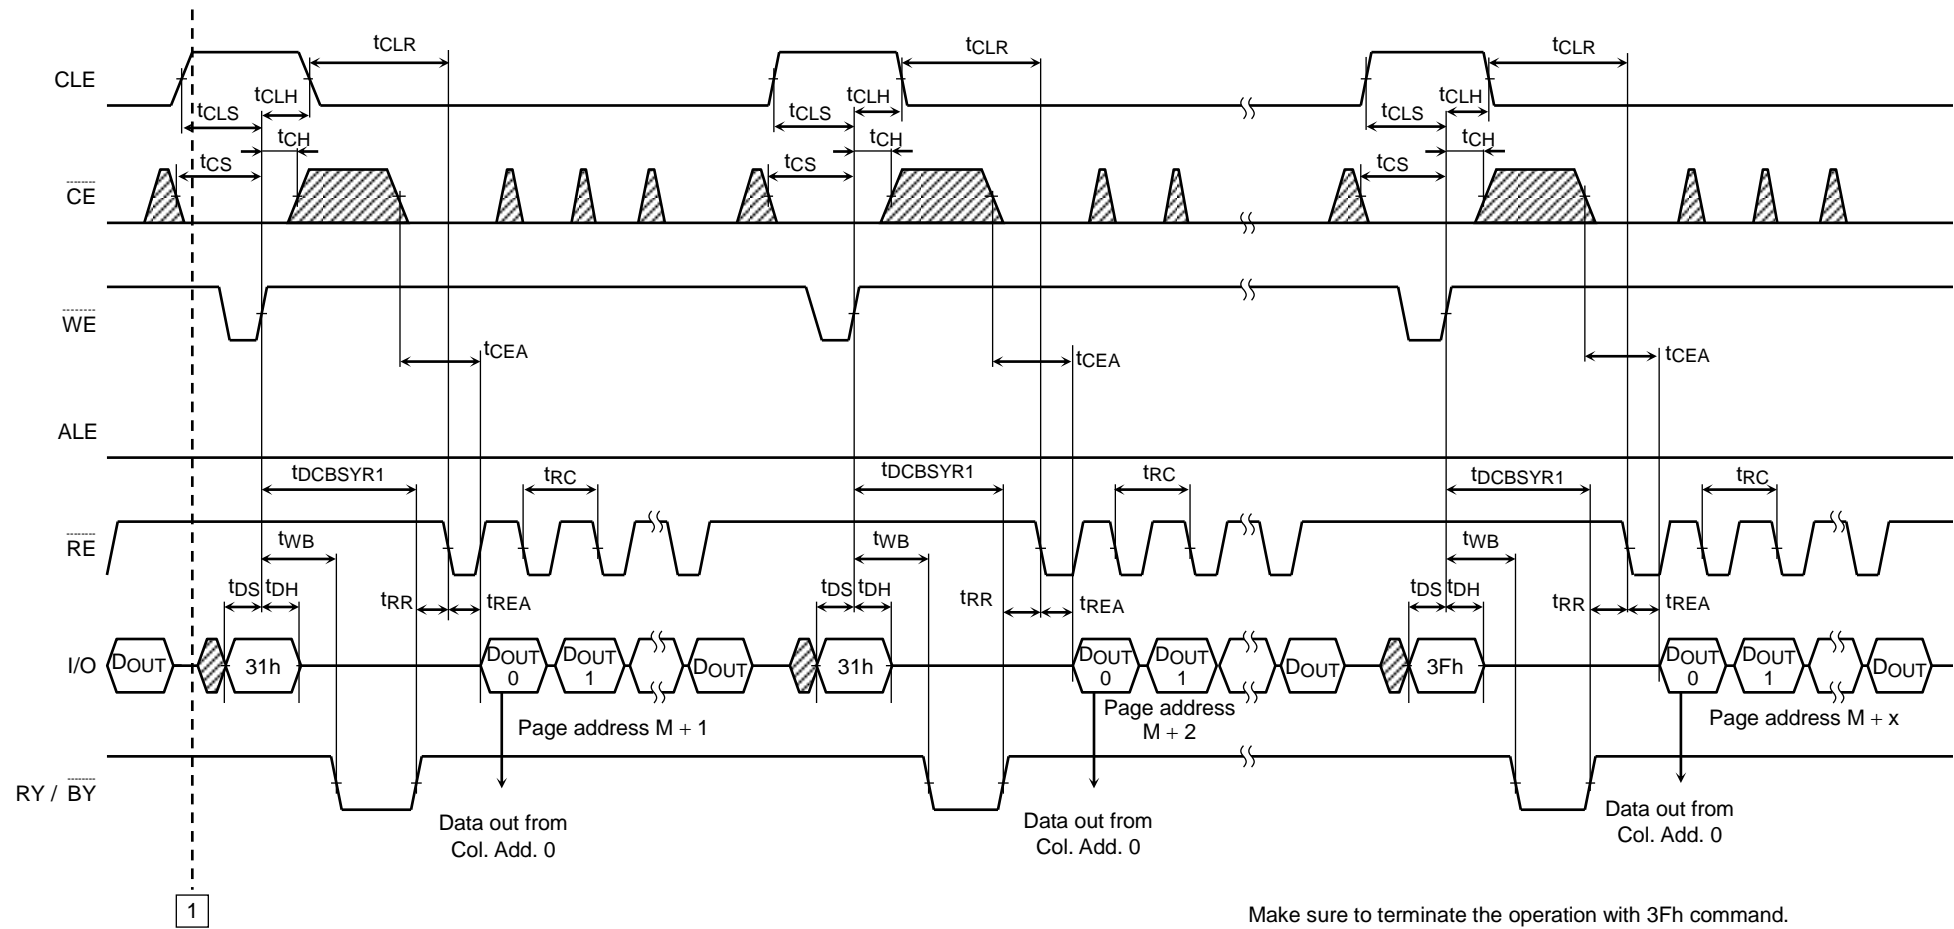 tCLR tCLR tCLR
CLE
tCLH tCLH tCLH
tCLS tCLS tCLS
tCH tCH tCH
tCS tCS tCS
CE
WE
tCEA tCEA tCEA
ALE
tDCBSYR1 tRC tDCBSYR1 tRC tDCBSYR1 tRC
RE
tWB tWB tWB
tDS tDH tDS tDH tDS tDH
tRR tREA tRR tREA tRR tREA
I/O DOUT 31h DOUT 0 DOUT 1 DOUT 31h DOUT 0 DOUT 1 DOUT 3Fh DOUT 0 DOUT 1 DOUT
Page address M + 1
Page address
M + 2
Page address M + x
RY / BY
Data out from
Col. Add. 0
Data out from
Col. Add. 0
Data out from
Col. Add. 0
1
Make sure to terminate the operation with 3Fh command.